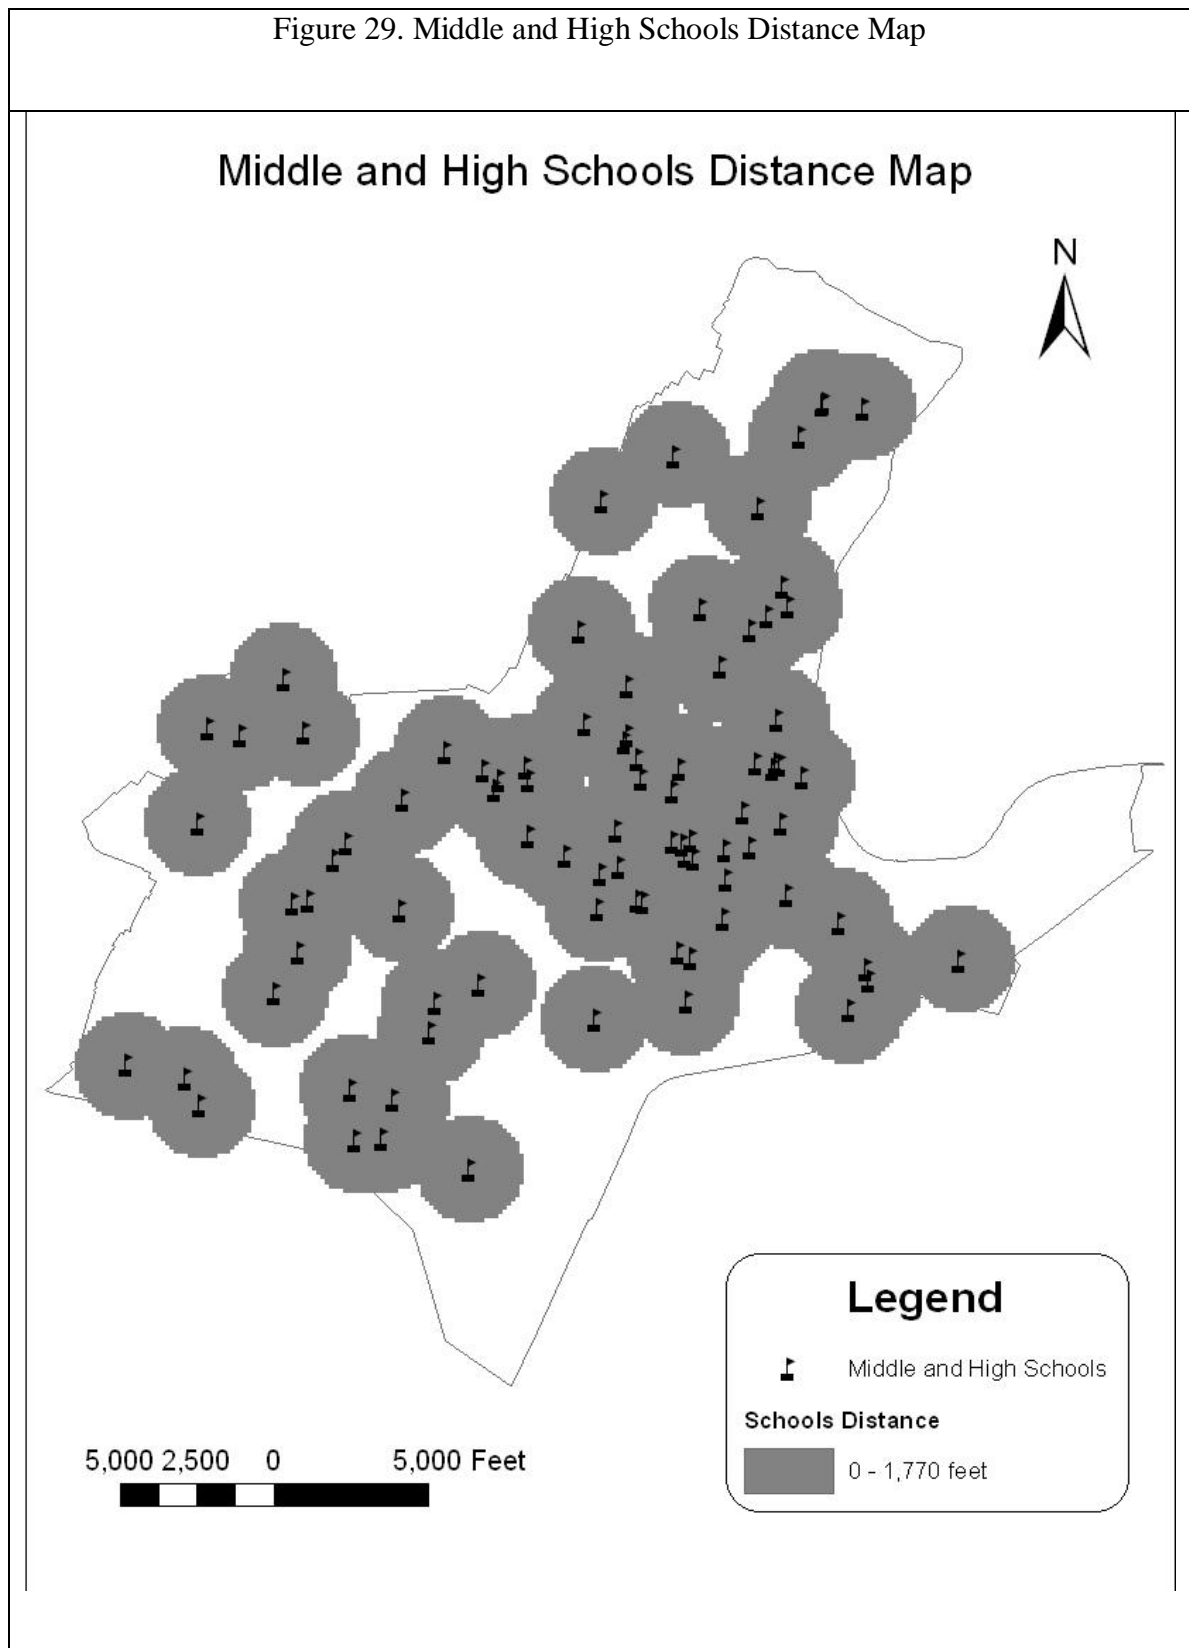 Figure 29. Middle and High Schools Distance Map
Middle and High Schools Distance Map
N
Legend
Middle and High Schools
Schools Distance
0 - 1,770 feet
5,000 2,500 0 5,000 Feet